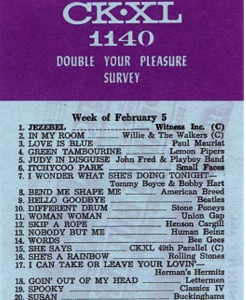 CK·XL
1140
DOUBLE YOUR PLEASURE
SURVEY
Week of February 5
1. JEZEBEL Witness Inc. (C)
2. IN MY ROOM Willie & The Walkers (C)
3. LOVE IS BLUE Paul Mauriat
4. GREEN TAMBOURINE Lemon Pipers
5. JUDY IN DISGUISE John Fred & Playboy Band
6. ITCHYCOO PARK Small Faces
7. I WONDER WHAT SHE'S DOING TONIGHT—
Tommy Boyce & Bobby Hart
8. BEND ME SHAPE ME American Breed
9. HELLO GOODBYE Beatles
10. DIFFERENT DRUM Stone Poneys
11. WOMAN WOMAN Union Gap
12. SKIP A ROPE Henson Cargill
13. NOBODY BUT ME Human Beinz
14. WORDS Bee Gees
15. SHE SAYS CKXL 49th Parallel (C)
16. SHE'S A RAINBOW Rolling Stones
17. I CAN TAKE OR LEAVE YOUR LOVIN'—
Herman's Hermits
18. GOIN' OUT OF MY HEAD Lettermen
19. SPOOKY Classics IV
20. SUSAN Buckinghams